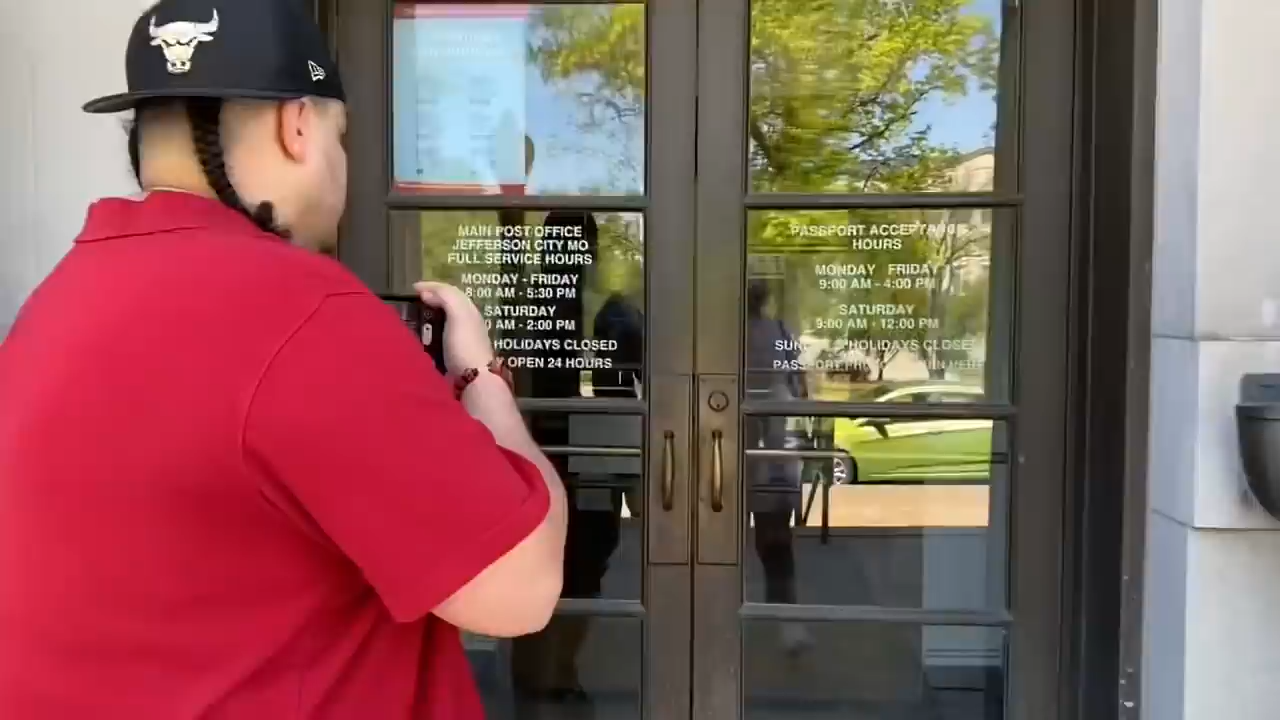 MAIN POST OFFICE
JEFFERSON CITY MO
FULL SERVICE HOURS
MONDAY - FRIDAY
8:00 AM - 5:30 PM
SATURDAY
AM - 2:00 PM
HOLIDAYS CLOSED
OPEN 24 HOURS
PASSPORT ACCEPTANCE
HOURS
MONDAY FRIDAY
9:00 AM - 4:00 PM
SATURDAY
9:00 AM - 12:00 PM
HOLIDAYS CLOSED
PASSPORT